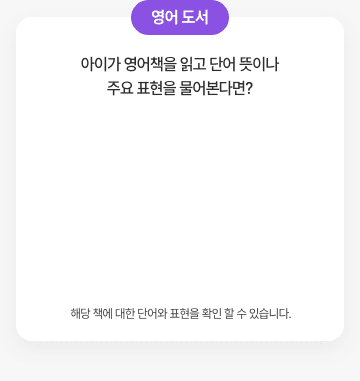 영어 도서
아이가 영어책을 읽고 단어 뜻이나
주요 표현을 물어본다면?
해당 책에 대한 단어와 표현을 확인 할 수 있습니다.